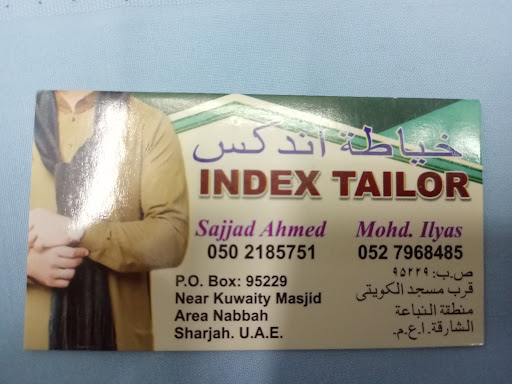 خياطة اندكس
INDEX TAILOR
Sajjad Ahmed
050 2185751
Mohd. Ilyas
052 7968485
P.O. Box: 95229
Near Kuwaity Masjid
Area Nabbah
Sharjah. U.A.E.
ص.ب: ٩٥٢٢٩
قرب مسجد الكويتى
منطقة النباعة
الشارقة.ا.ع.م.